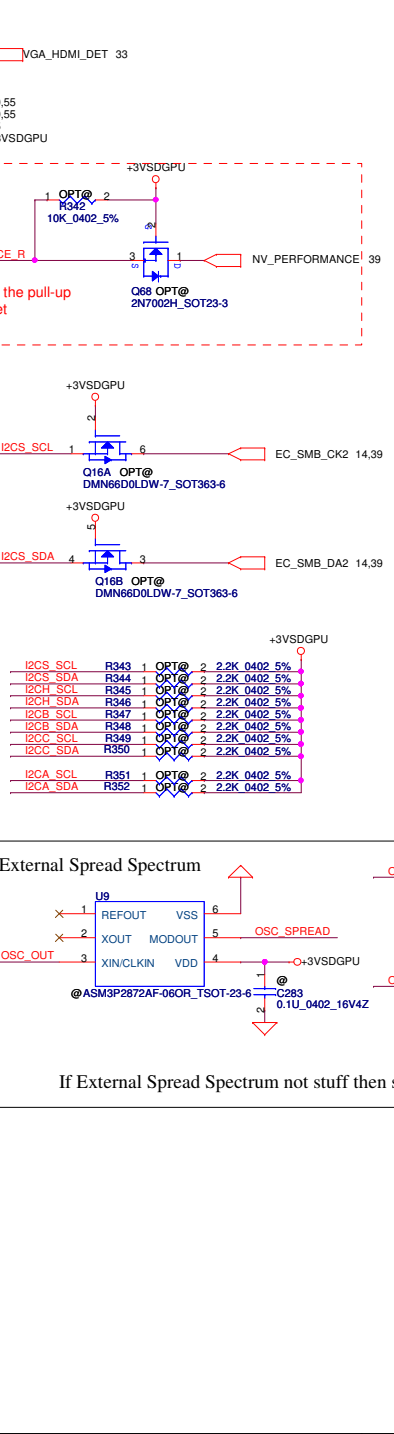 VGA_HDMI_DET 33
,55
,55
VSDGPU
+3VSDGPU
1 OPT@ 2
R342
10K_0402_5%
2
G
CE_R
3 S D 1
NV_PERFORMANCE 39
Q68 OPT@
2N7002H_SOT23-3
the pull-up
et
+3VSDGPU
2
I2CS_SCL 1 6 EC_SMB_CK2 14,39
Q16A OPT@
DMN66D0LDW-7_SOT363-6
+3VSDGPU
5
I2CS_SDA 4 3 EC_SMB_DA2 14,39
Q16B OPT@
DMN66D0LDW-7_SOT363-6
+3VSDGPU
I2CS_SCL R343 1 OPT@ 2 2.2K_0402_5%
I2CS_SDA R344 1 OPT@ 2 2.2K_0402_5%
I2CH_SCL R345 1 OPT@ 2 2.2K_0402_5%
I2CH_SDA R346 1 OPT@ 2 2.2K_0402_5%
I2CB_SCL R347 1 OPT@ 2 2.2K_0402_5%
I2CB_SDA R348 1 OPT@ 2 2.2K_0402_5%
I2CC_SCL R349 1 OPT@ 2 2.2K_0402_5%
I2CC_SDA R350 1 OPT@ 2 2.2K_0402_5%
I2CA_SCL R351 1 OPT@ 2 2.2K_0402_5%
I2CA_SDA R352 1 OPT@ 2 2.2K_0402_5%
External Spread Spectrum
U9
1 REFOUT VSS 6
2 XOUT MODOUT 5 OSC_SPREAD
OSC_OUT 3 XIN/CLKIN VDD 4 +3VSDGPU
@ASM3P2872AF-06OR_TSOT-23-6
1
@
C283
2
0.1U_0402_16V4Z
If External Spread Spectrum not stuff then s